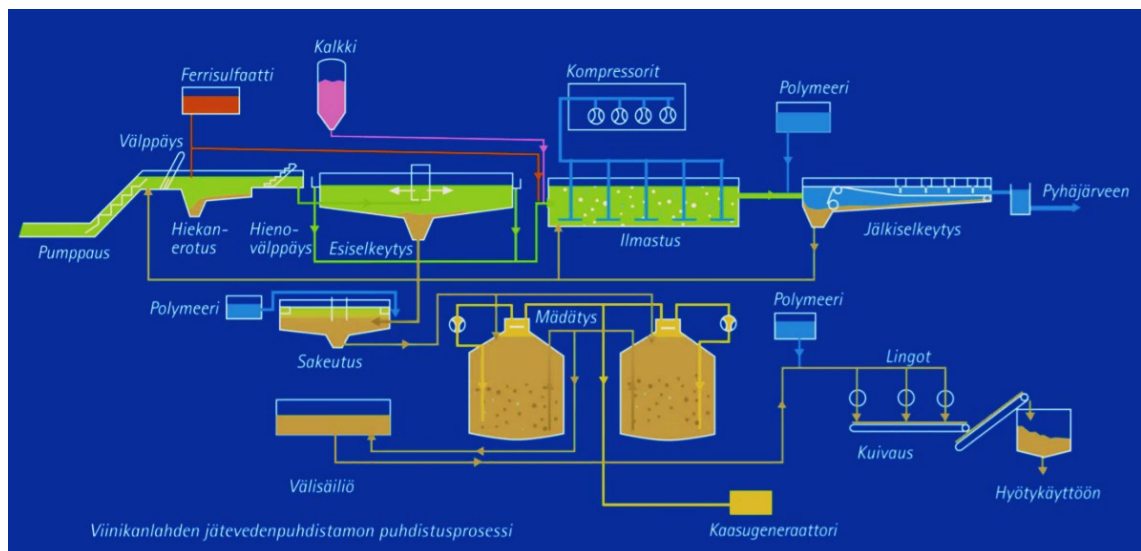 Kalkki
Ferrisulfaatti
Kompressorit
Polymeeri
Välppäys
Pyhäjärveen
Pumppaus
Hiekan-
erotus
Hieno-
välppäys
Esiselkeytys
Ilmastus
Jälkiselkeytys
Polymeeri
Sakeutus
Mädätys
Polymeeri
Lingot
Välisäiliö
Kuivaus
Hyötykäyttöön
Kaasugeneraattori
Viinikanlahden jätevedenpuhdistamon puhdistusprosessi